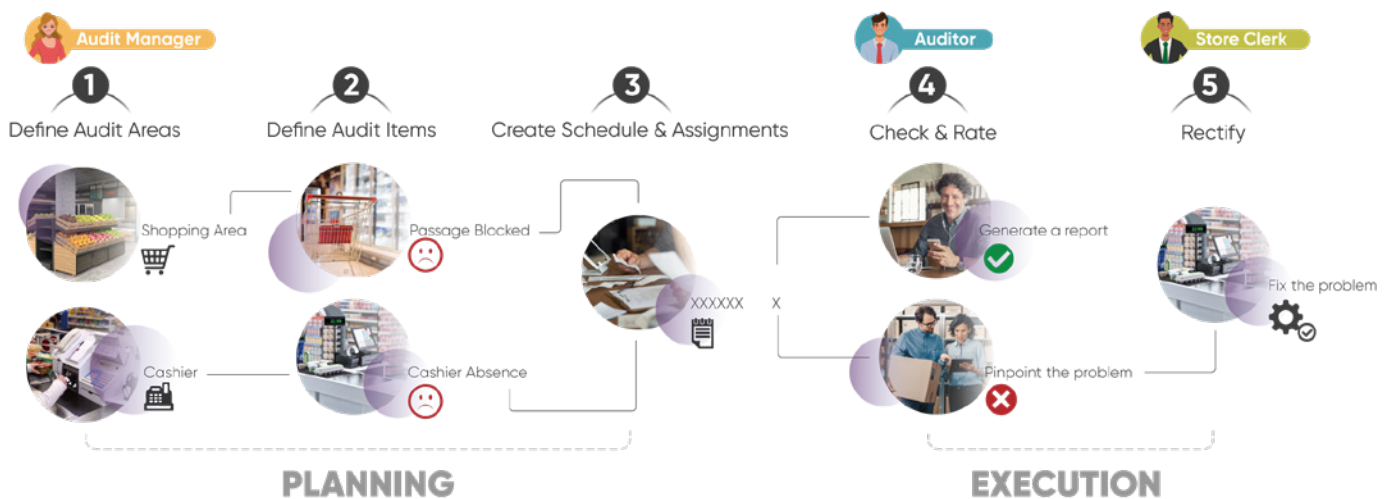 Audit Manager
Auditor
Store Clerk
1
2
3
4
5
Define Audit Areas
Define Audit Items
Create Schedule & Assignments
Check & Rate
Rectify
Shopping Area
Passage Blocked
Generate a report
Fix the problem
XXXXXX X
Cashier
Cashier Absence
Pinpoint the problem
PLANNING
EXECUTION